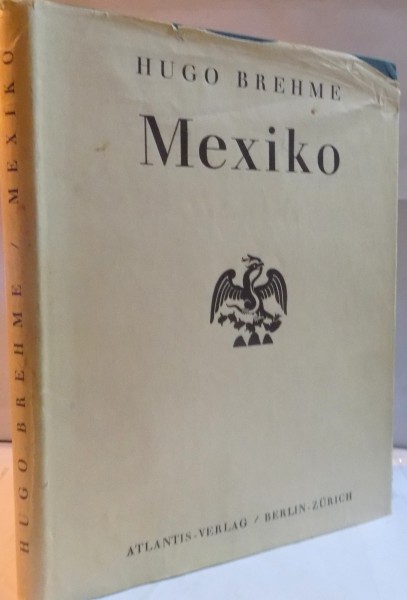 HUGO BREHME
Mexiko
ATLANTIS-VERLAG / BERLIN-ZÜRICH
HUGO BREHME / MEXIKO